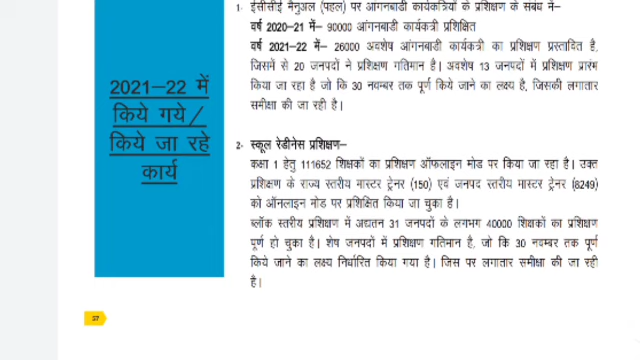 2021–22 में
किये गये /
किये जा रहे
कार्य
1- ईसीसीई मैनुअल (पहल) पर आंगनबाडी कार्यकत्रियों के प्रशिक्षण के संबंध में–
वर्ष 2020-21 में– 90000 आंगनबाडी कार्यकत्री प्रशिक्षित
वर्ष 2021-22 में– 26000 अवशेष आंगनबाडी कार्यकत्री का प्रशिक्षण प्रस्तावित है,
जिसमें से 20 जनपदों ने प्रशिक्षण गतिमान है। अवशेष 13 जनपदों में प्रशिक्षण प्रारंभ
किया जा रहा है जो कि 30 नवम्बर तक पूर्ण किये जाने का लक्ष्य है, जिसकी लगातार
समीक्षा की जा रही है।
2- स्कूल रेडीनेस प्रशिक्षण–
कक्षा 1 हेतु 111652 शिक्षकों का प्रशिक्षण ऑफलाइन मोड पर किया जा रहा है। उक्त
प्रशिक्षण के राज्य स्तरीय मास्टर ट्रेनर (150) एवं जनपद स्तरीय मास्टर ट्रेनर (8249)
को ऑनलाइन मोड पर प्रशिक्षित किया जा चुका है।
ब्लॉक स्तरीय प्रशिक्षण में अद्यतन 31 जनपदों के लगभग 40000 शिक्षकों का प्रशिक्षण
पूर्ण हो चुका है। शेष जनपदों में प्रशिक्षण गतिमान है, जो कि 30 नवम्बर तक पूर्ण
किये जाने का लक्ष्य निर्धारित किया गया है। जिस पर लगातार समीक्षा की जा रही
है।
37